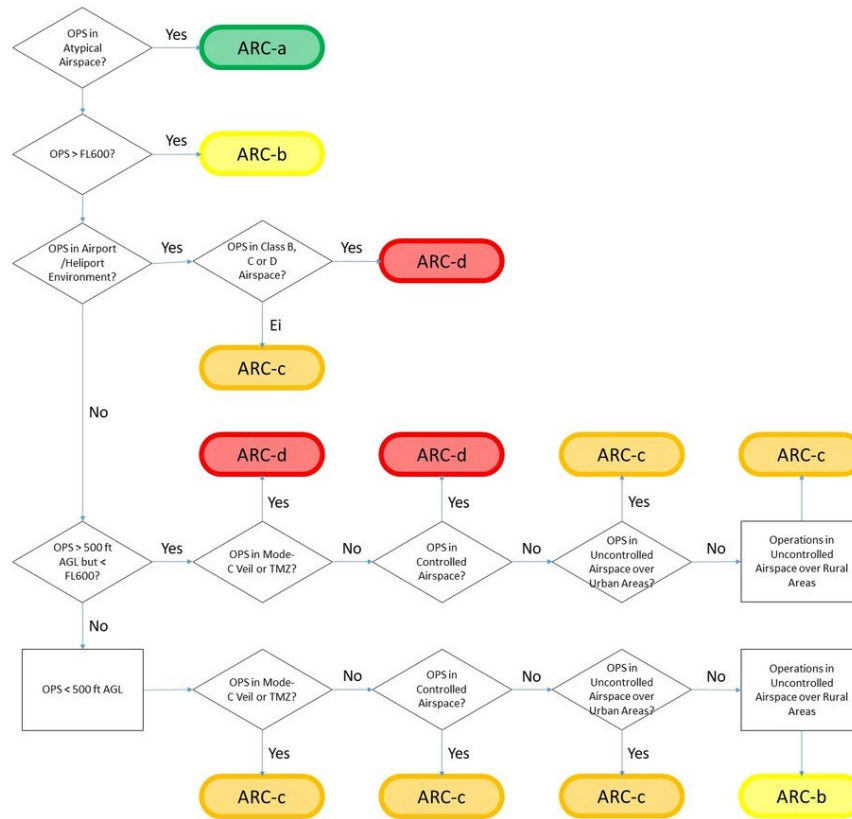 OPS in
Atypical
Airspace?
Yes
ARC-a
OPS > FL600?
Yes
ARC-b
OPS in Airport
/Heliport
Environment?
Yes
OPS in Class B,
C or D
Airspace?
Yes
ARC-d
Ei
ARC-c
No
ARC-d
ARC-d
ARC-c
ARC-c
Yes
Yes
Yes
OPS > 500 ft
AGL but <
FL600?
Yes
OPS in Mode-
C Veil or TMZ?
No
OPS in
Controlled
Airspace?
No
OPS in
Uncontrolled
Airspace over
Urban Areas?
No
Operations in
Uncontrolled
Airspace over Rural
Areas
No
OPS < 500 ft AGL
OPS in Mode-
C Veil or TMZ?
No
OPS in
Controlled
Airspace?
No
OPS in
Uncontrolled
Airspace over
Urban Areas?
No
Operations in
Uncontrolled
Airspace over Rural
Areas
Yes
Yes
Yes
ARC-c
ARC-c
ARC-c
ARC-b